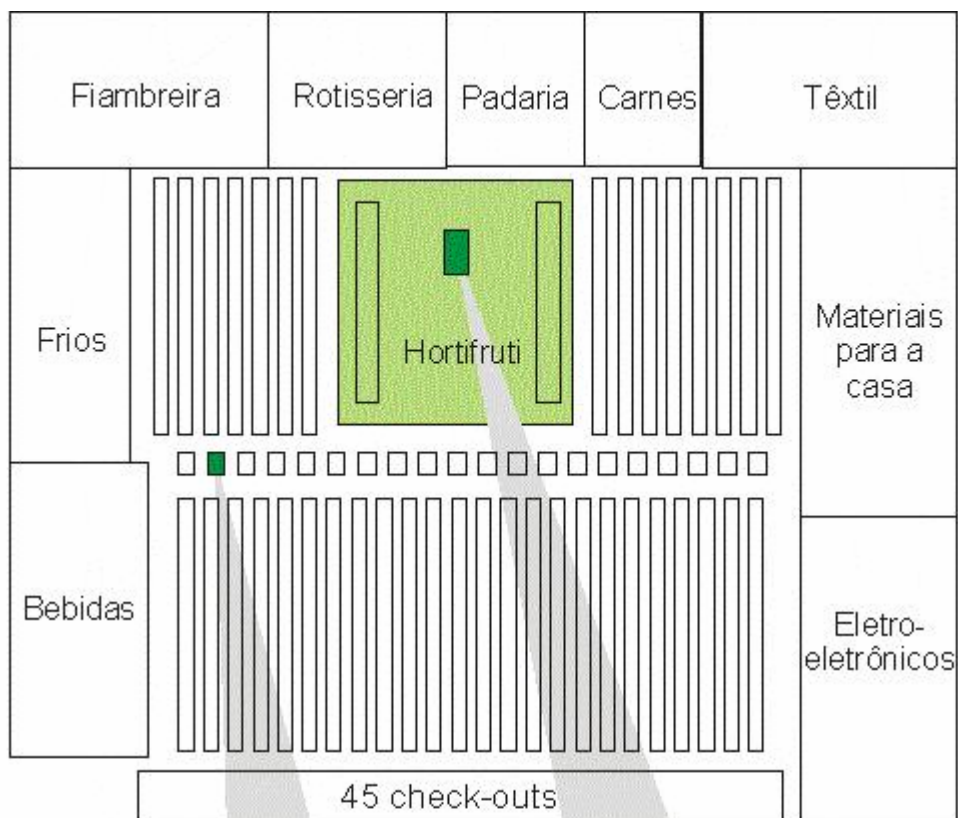 Fiambreira
Rotisseria
Padaria
Carnes
Têxtil
Frios
Hortifruti
Materiais
para a
casa
Bebidas
Eletro-
eletrônicos
45 check-outs